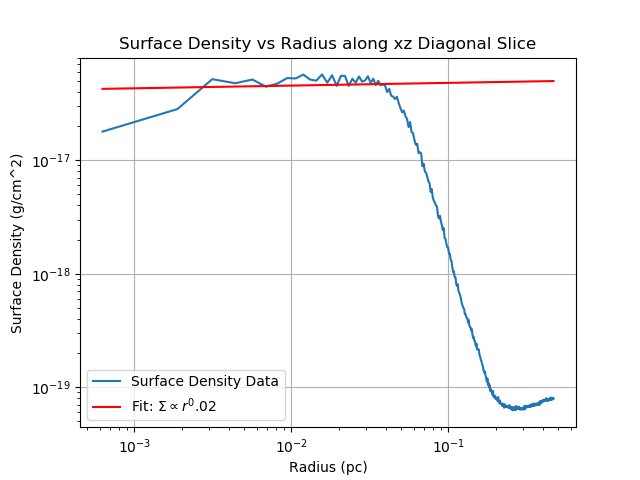 Surface Density vs Radius along xz Diagonal Slice
Surface Density (g/cm^2)
10⁻¹⁷
10⁻¹⁸
10⁻¹⁹
Surface Density Data
Fit: Σ ∝ r⁰.02
10⁻³
10⁻²
10⁻¹
Radius (pc)